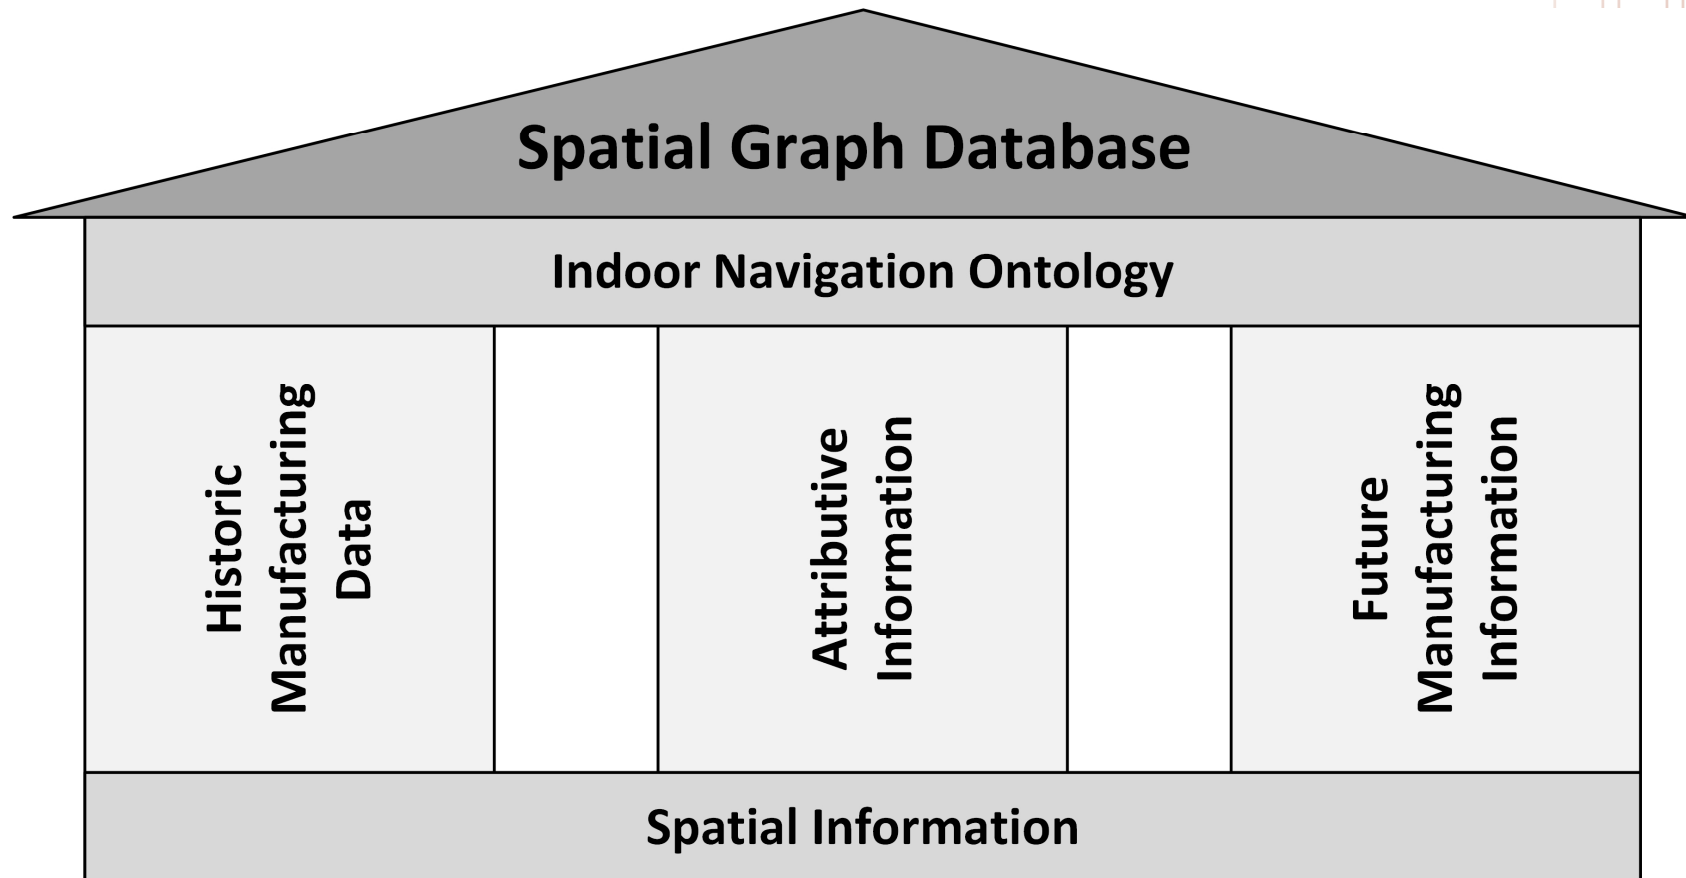 Spatial Graph Database
Indoor Navigation Ontology
Historic
Manufacturing
Data
Attributive
Information
Future
Manufacturing
Information
Spatial Information